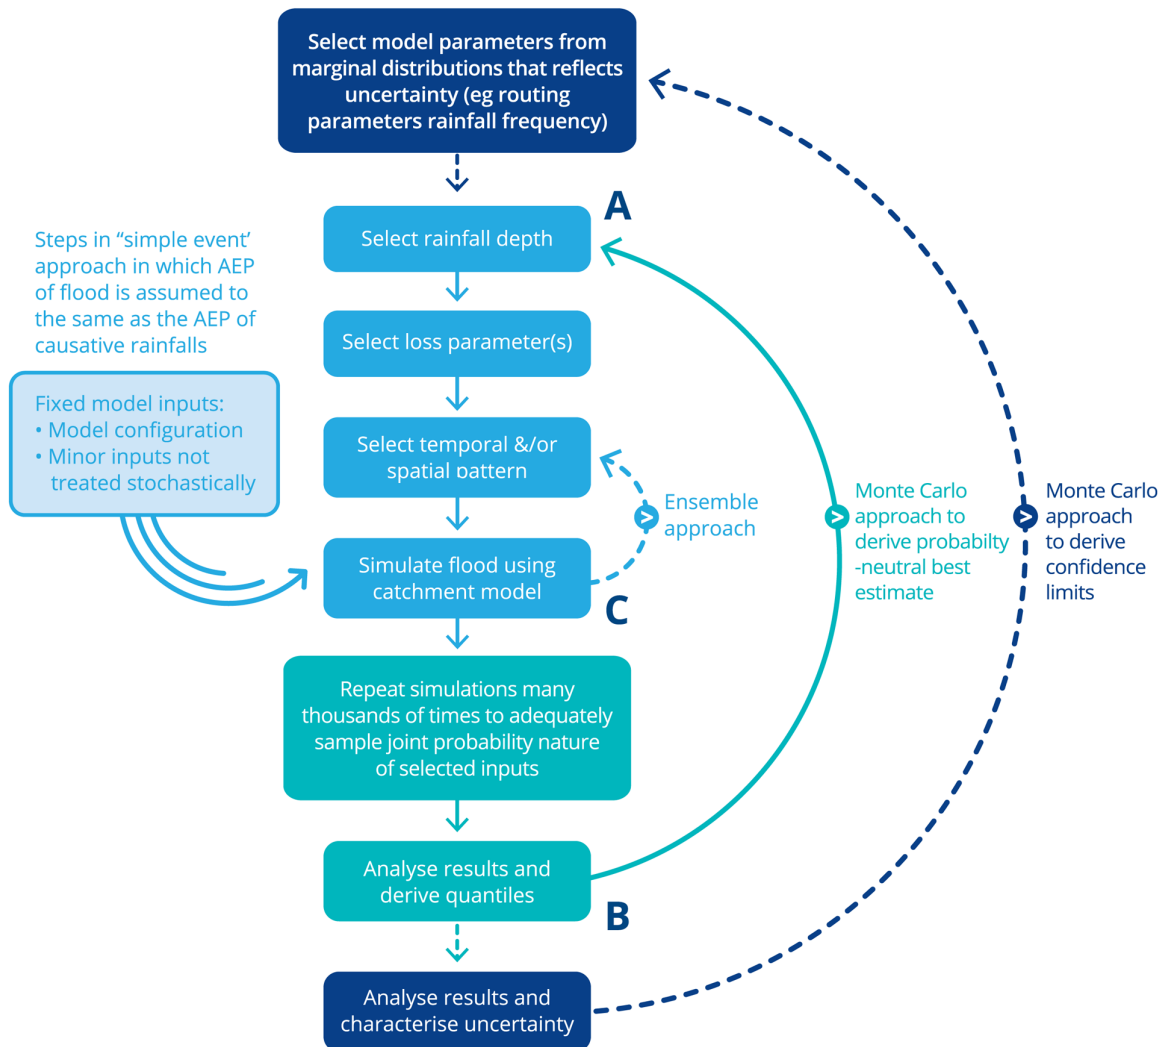 Select model parameters from
marginal distributions that reflects
uncertainty (eg routing
parameters rainfall frequency)
A
Select rainfall depth
Steps in “simple event’
approach in which AEP
of flood is assumed to
the same as the AEP of
causative rainfalls
Select loss parameter(s)
Fixed model inputs:
• Model configuration
• Minor inputs not
treated stochastically
Select temporal &/or
spatial pattern
Ensemble
approach
Monte Carlo
approach to
derive probabilty
-neutral best
estimate
Monte Carlo
approach
to derive
confidence
limits
Simulate flood using
catchment model
C
Repeat simulations many
thousands of times to adequately
sample joint probability nature
of selected inputs
Analyse results and
derive quantiles
B
Analyse results and
characterise uncertainty